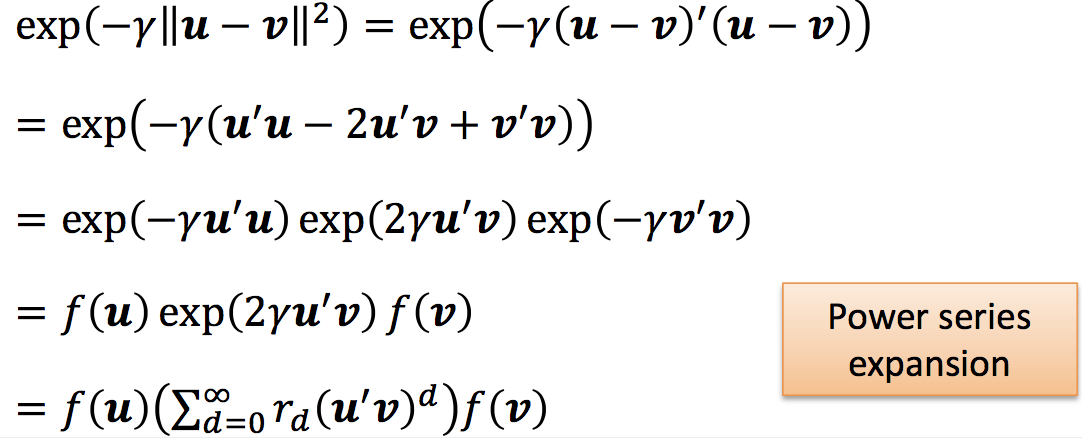 exp(−γ‖u − v‖²) = exp(−γ(u − v)′(u − v))
= exp(−γ(u′u − 2u′v + v′v))
= exp(−γu′u) exp(2γu′v) exp(−γv′v)
= f(u) exp(2γu′v) f(v)
Power series
expansion
= f(u)(∑_{d=0}^{∞} r_d(u′v)^d)f(v)